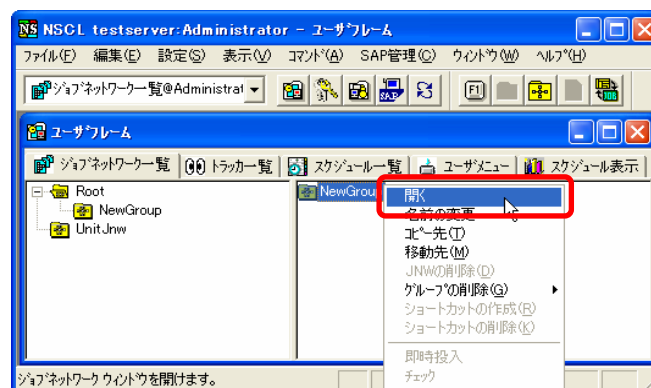 NS NSCL testserver:Administrator - ユーザフレーム
ファイル(F) 編集(E) 設定(S) 表示(V) コマンド(A) SAP管理(C) ウィンドウ(W) ヘルプ(H)
ジョブネットワーク一覧@Administrat
SAP
F1
ユーザフレーム
ジョブネットワーク一覧 トラッカ一覧 スケジュール一覧 ユーザメニュー スケジュール表示
Root
NewGroup
UnitJnw
NewGroup
開く
名前の変更
コピー先(T)
移動先(M)
JNWの削除(D)
グループの削除(G)
ショートカットの作成(R)
ショートカットの削除(K)
即時投入
チェック
ジョブネットワーク ウィンドウを開けます。